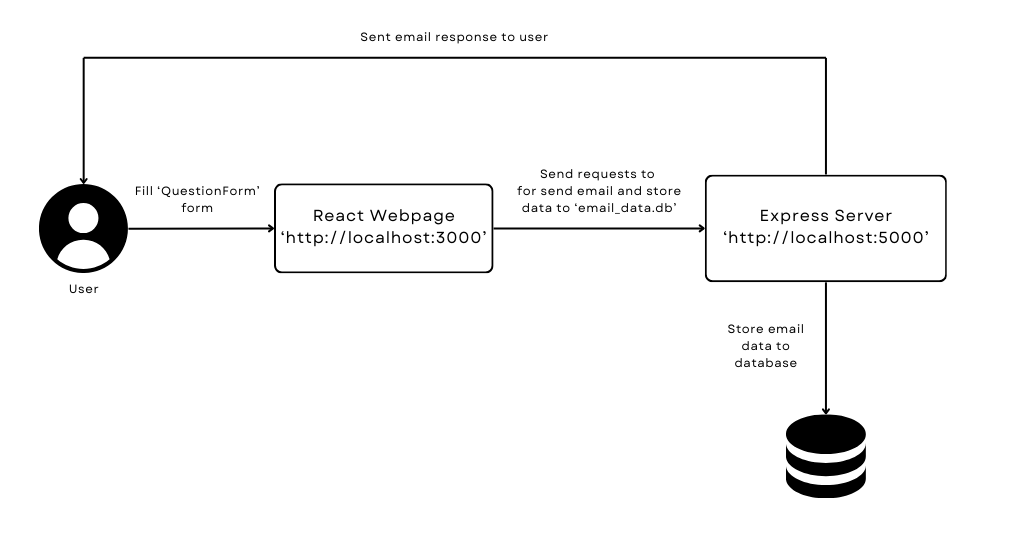 Sent email response to user
Fill ‘QuestionForm’
form
Send requests to
for send email and store
data to ‘email_data.db’
React Webpage
‘http://localhost:3000’
Express Server
‘http://localhost:5000’
User
Store email
data to
database